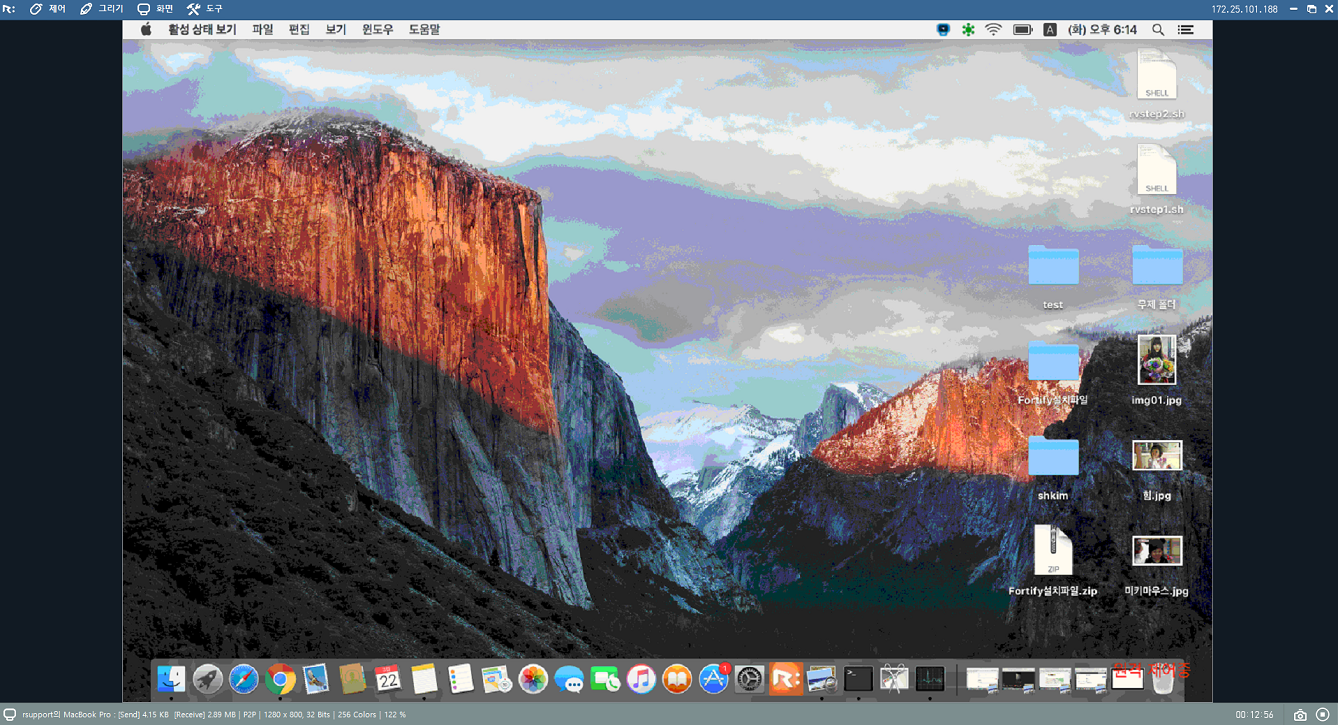 R: 제어 그리기 화면 도구 172.25.101.188
활성 상태 보기 파일 편집 보기 윈도우 도움말 A (화) 오후 6:14
SHELL
rvstep2.sh
SHELL
rvstep1.sh
test 무제 폴더
Fortify설치파일 img01.jpg
shkim 힘.jpg
ZIP
Fortify설치파일.zip 미키마우스.jpg
22
1
R:
원격 제어중
rsupport의 MacBook Pro : [Send] 4.15 KB [Receive] 2.89 MB | P2P | 1280 x 800, 32 Bits | 256 Colors | 122 % 00:12:56